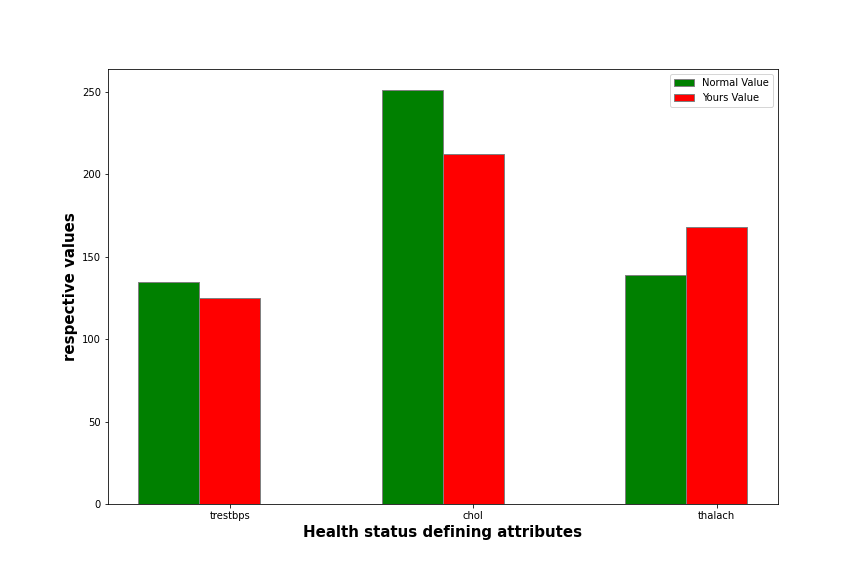 Normal Value
Yours Value
250
200
150
100
50
0
respective values
trestbps chol thalach
Health status defining attributes